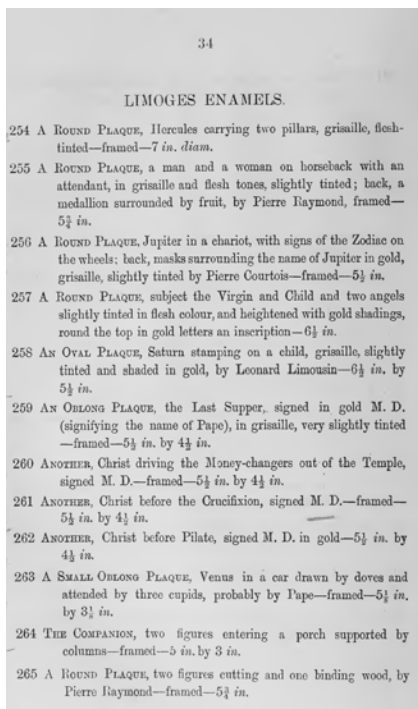 34
LIMOGES ENAMELS.
254 A ROUND PLAQUE, Hercules carrying two pillars, grisaille, flesh-
tinted—framed—7 in. diam.
255 A ROUND PLAQUE, a man and a woman on horseback with an
attendant, in grisaille and flesh tones, slightly tinted; back, a
medallion surrounded by fruit, by Pierre Raymond, framed—
5¾ in.
256 A ROUND PLAQUE, Jupiter in a chariot, with signs of the Zodiac on
the wheels; back, masks surrounding the name of Jupiter in gold,
grisaille, slightly tinted by Pierre Courtois—framed—5½ in.
257 A ROUND PLAQUE, subject the Virgin and Child and two angels
slightly tinted in flesh colour, and heightened with gold shadings,
round the top in gold letters an inscription—6½ in.
258 AN OVAL PLAQUE, Saturn stamping on a child, grisaille, slightly
tinted and shaded in gold, by Leonard Limousin—6½ in. by
5½ in.
259 AN OBLONG PLAQUE, the Last Supper, signed in gold M. D.
(signifying the name of Pape), in grisaille, very slightly tinted
—framed—5½ in. by 4½ in.
260 ANOTHER, Christ driving the Money-changers out of the Temple,
signed M. D.—framed—5½ in. by 4½ in.
261 ANOTHER, Christ before the Crucifixion, signed M. D.—framed—
5½ in. by 4½ in.
262 ANOTHER, Christ before Pilate, signed M. D. in gold—5½ in. by
4½ in.
263 A SMALL OBLONG PLAQUE, Venus in a car drawn by doves and
attended by three cupids, probably by Pape—framed—5⅛ in.
by 3⅛ in.
264 THE COMPANION, two figures entering a porch supported by
columns—framed—5 in. by 3 in.
265 A ROUND PLAQUE, two figures cutting and one binding wood, by
Pierre Raymond—framed—5¾ in.